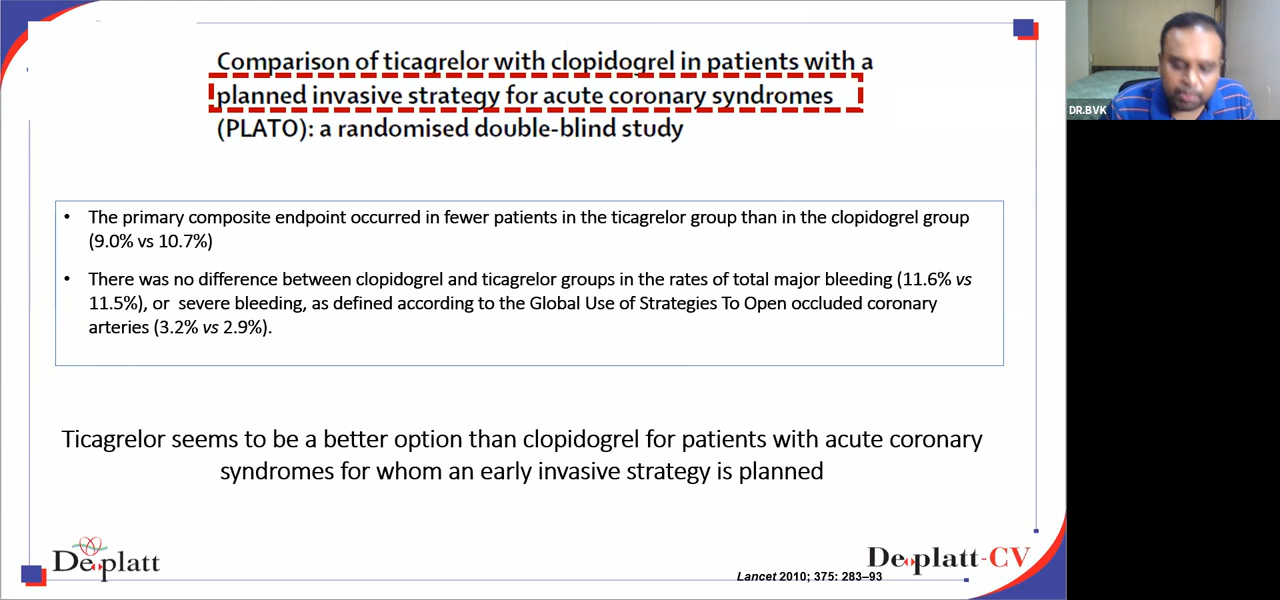 Comparison of ticagrelor with clopidogrel in patients with a
planned invasive strategy for acute coronary syndromes
(PLATO): a randomised double-blind study
• The primary composite endpoint occurred in fewer patients in the ticagrelor group than in the clopidogrel group
(9.0% vs 10.7%)
• There was no difference between clopidogrel and ticagrelor groups in the rates of total major bleeding (11.6% vs
11.5%), or severe bleeding, as defined according to the Global Use of Strategies To Open occluded coronary
arteries (3.2% vs 2.9%).
Ticagrelor seems to be a better option than clopidogrel for patients with acute coronary
syndromes for whom an early invasive strategy is planned
Deplatt
Deplatt-CV
Lancet 2010; 375: 283–93
DR.BVK